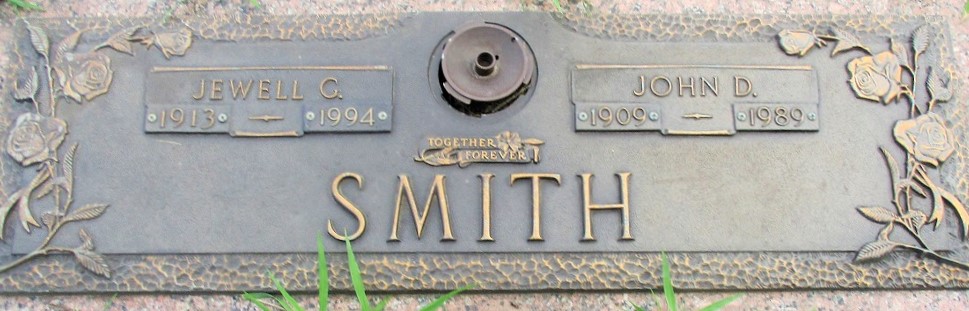 JEWELL G.
1913 - 1994
JOHN D.
1909 - 1989
TOGETHER
FOREVER
SMITH